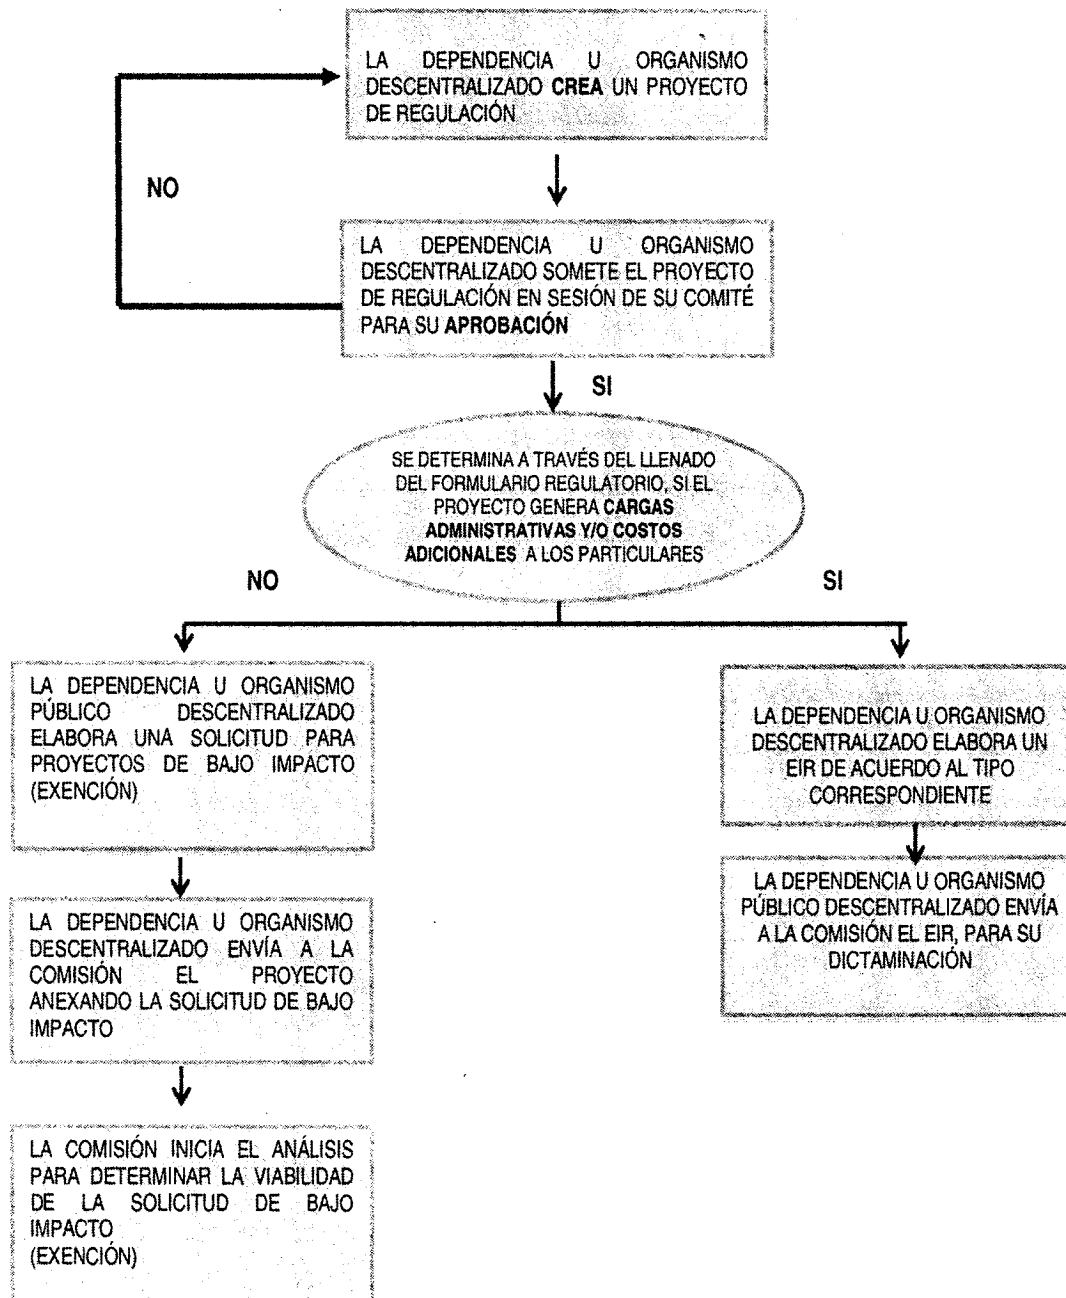 LA DEPENDENCIA U ORGANISMO
DESCENTRALIZADO CREA UN PROYECTO
DE REGULACIÓN
NO
LA DEPENDENCIA U ORGANISMO
DESCENTRALIZADO SOMETE EL PROYECTO
DE REGULACIÓN EN SESIÓN DE SU COMITÉ
PARA SU APROBACIÓN
SI
SE DETERMINA A TRAVÉS DEL LLENADO
DEL FORMULARIO REGULATORIO, SI EL
PROYECTO GENERA CARGAS
ADMINISTRATIVAS Y/O COSTOS
ADICIONALES A LOS PARTICULARES
NO
SI
LA DEPENDENCIA U ORGANISMO
PÚBLICO DESCENTRALIZADO
ELABORA UNA SOLICITUD PARA
PROYECTOS DE BAJO IMPACTO
(EXENCIÓN)
LA DEPENDENCIA U ORGANISMO
DESCENTRALIZADO ELABORA UN
EIR DE ACUERDO AL TIPO
CORRESPONDIENTE
LA DEPENDENCIA U ORGANISMO
DESCENTRALIZADO ENVÍA A LA
COMISIÓN EL PROYECTO
ANEXANDO LA SOLICITUD DE BAJO
IMPACTO
LA DEPENDENCIA U ORGANISMO
PÚBLICO DESCENTRALIZADO ENVÍA
A LA COMISIÓN EL EIR, PARA SU
DICTAMINACIÓN
LA COMISIÓN INICIA EL ANÁLISIS
PARA DETERMINAR LA VIABILIDAD
DE LA SOLICITUD DE BAJO
IMPACTO
(EXENCIÓN)